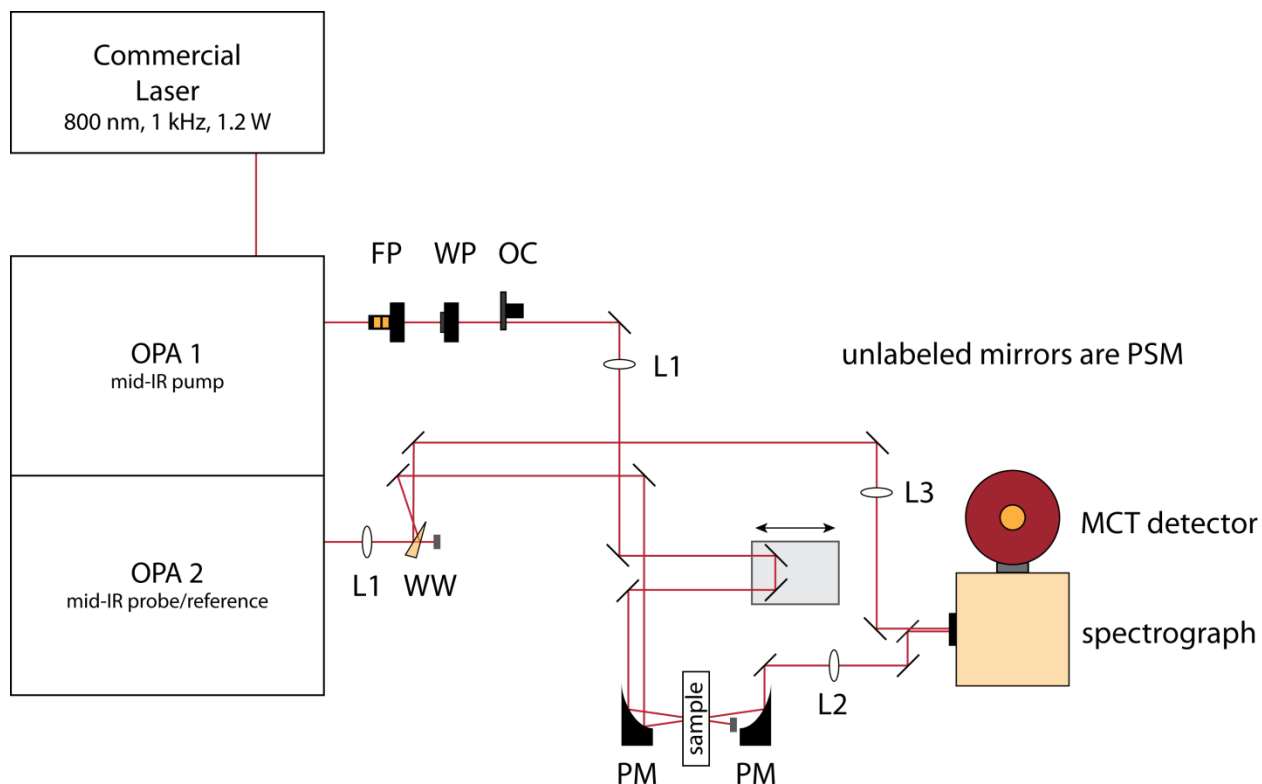 Commercial
Laser
800 nm, 1 kHz, 1.2 W
FP
WP
OC
OPA 1
mid-IR pump
L1
unlabeled mirrors are PSM
L3
MCT detector
OPA 2
mid-IR probe/reference
L1
WW
spectrograph
L2
sample
PM
PM